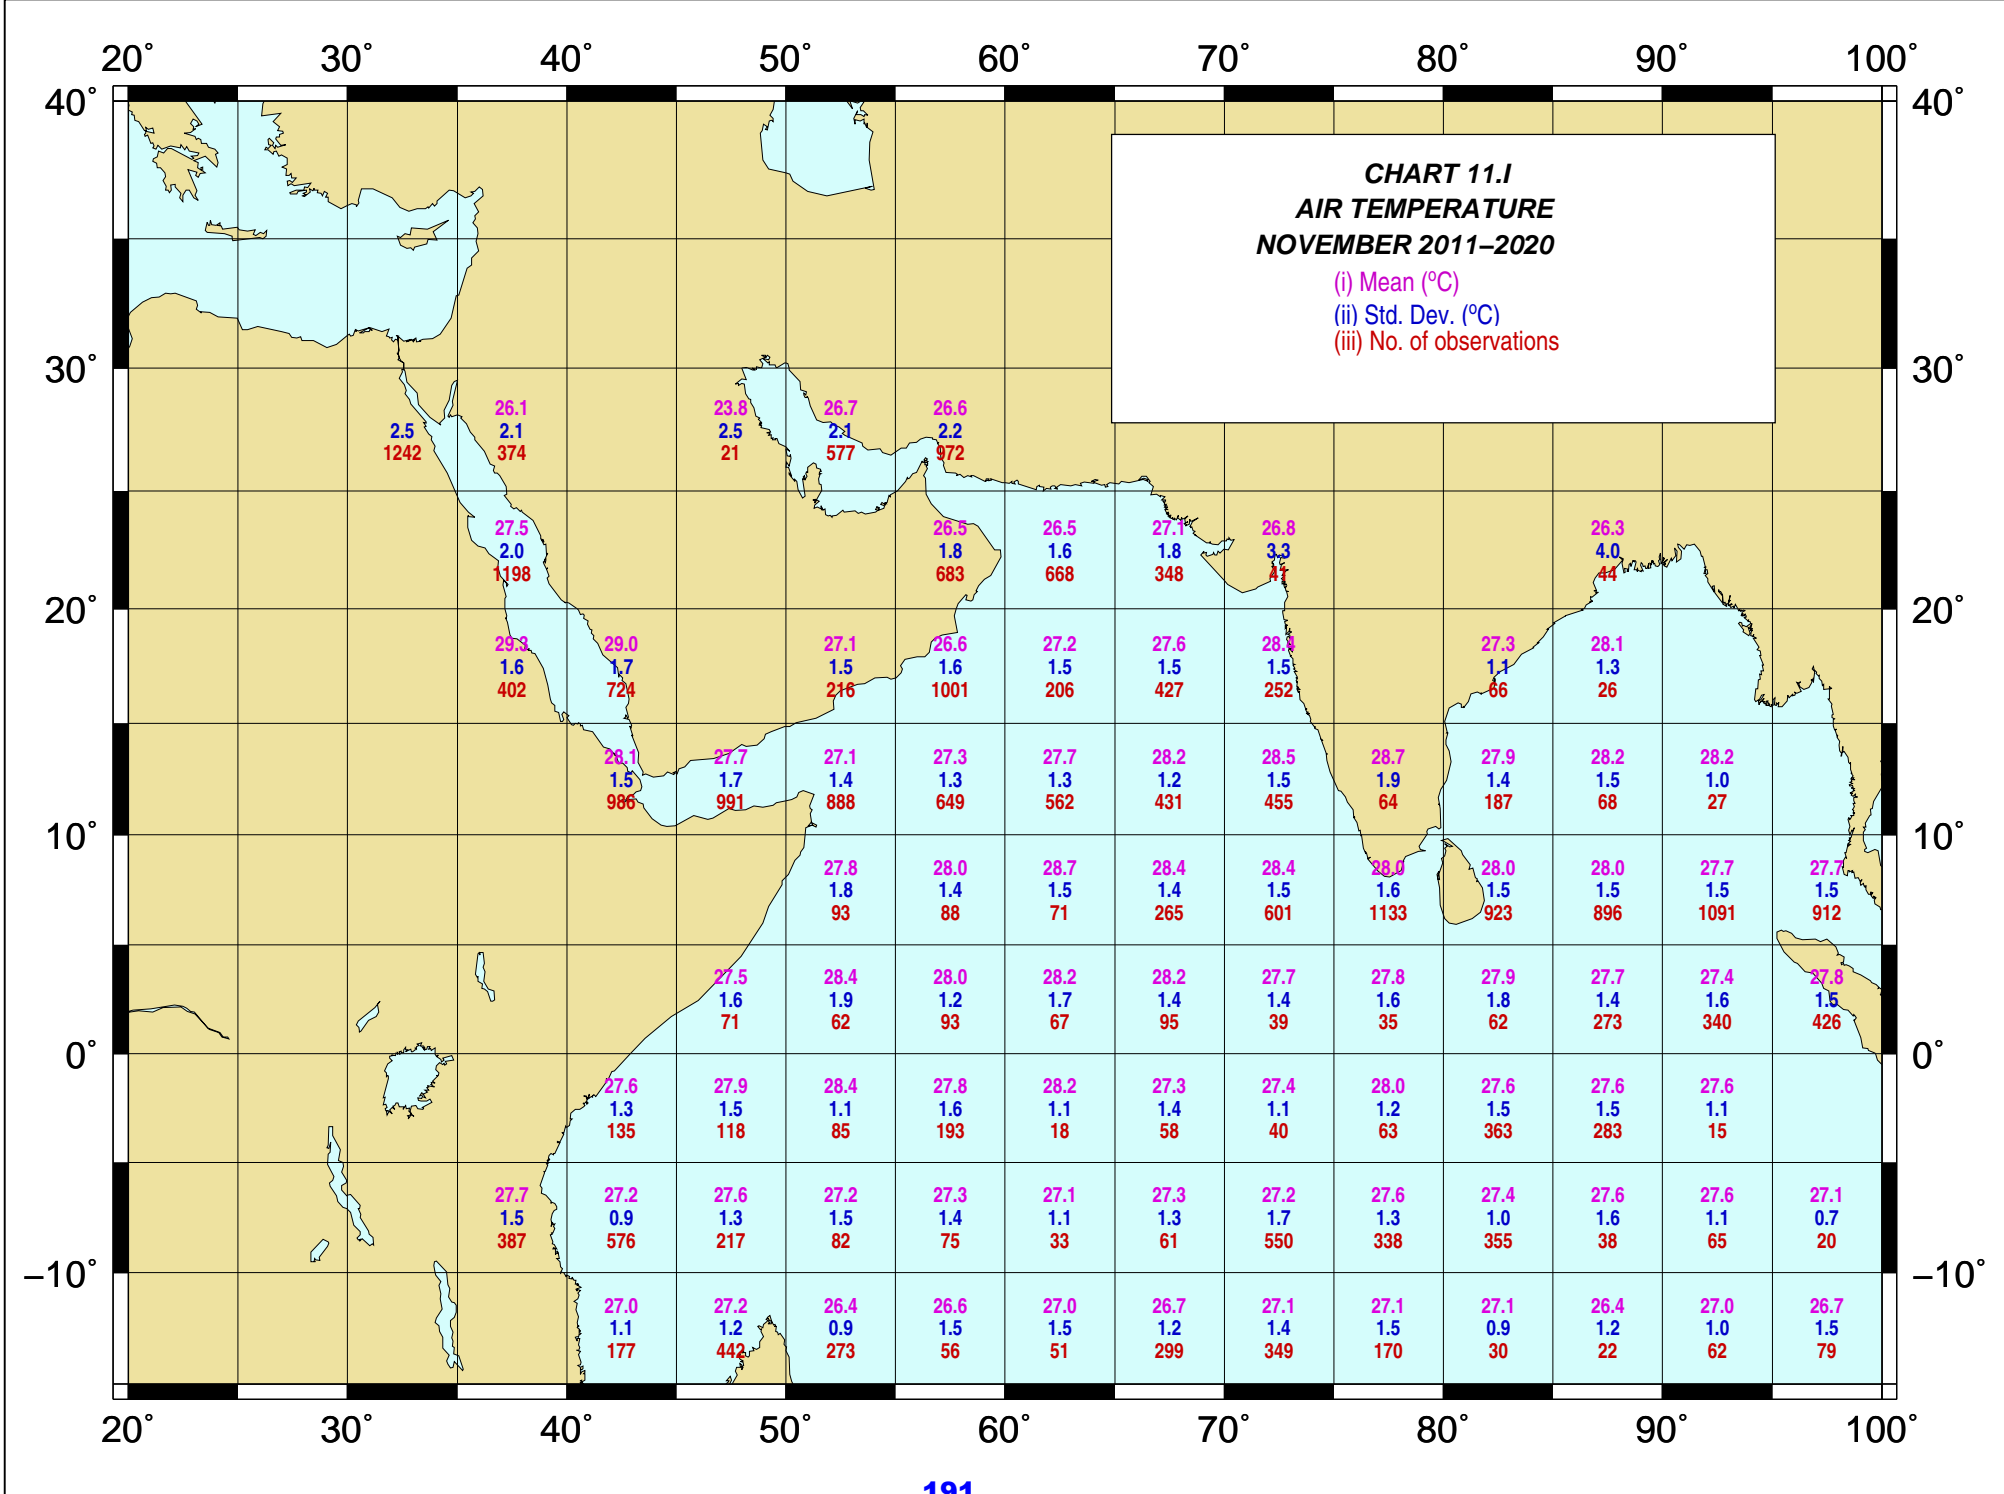 20° 30° 40° 50° 60° 70° 80° 90° 100°
40° 40°
CHART 11.I
AIR TEMPERATURE
NOVEMBER 2011–2020
(i) Mean (ºC)
(ii) Std. Dev. (ºC)
(iii) No. of observations
30° 30°
26.1 23.8 26.7 26.6
2.5 2.1 2.5 2.1 2.2
1242 374 21 577 972
27.5 26.5 26.5 27.1 26.8 26.3
2.0 1.8 1.6 1.8 3.3 4.0
1198 683 668 348 41 44
20° 20°
29.3 29.0 27.1 26.6 27.2 27.6 28.4 27.3 28.1
1.6 1.7 1.5 1.6 1.5 1.5 1.5 1.1 1.3
402 724 216 1001 206 427 252 66 26
28.1 27.7 27.1 27.3 27.7 28.2 28.5 28.7 27.9 28.2 28.2
1.5 1.7 1.4 1.3 1.3 1.2 1.5 1.9 1.4 1.5 1.0
986 991 888 649 562 431 455 64 187 68 27
10° 10°
27.8 28.0 28.7 28.4 28.4 28.0 28.0 28.0 27.7 27.7
1.8 1.4 1.5 1.4 1.5 1.6 1.5 1.5 1.5 1.5
93 88 71 265 601 1133 923 896 1091 912
27.5 28.4 28.0 28.2 28.2 27.7 27.8 27.9 27.7 27.4 27.8
1.6 1.9 1.2 1.7 1.4 1.4 1.6 1.8 1.4 1.6 1.5
71 62 93 67 95 39 35 62 273 340 426
0° 0°
27.6 27.9 28.4 27.8 28.2 27.3 27.4 28.0 27.6 27.6 27.6
1.3 1.5 1.1 1.6 1.1 1.4 1.1 1.2 1.5 1.5 1.1
135 118 85 193 18 58 40 63 363 283 15
27.7 27.2 27.6 27.2 27.3 27.1 27.3 27.2 27.6 27.4 27.6 27.6 27.1
1.5 0.9 1.3 1.5 1.4 1.1 1.3 1.7 1.3 1.0 1.6 1.1 0.7
387 576 217 82 75 33 61 550 338 355 38 65 20
–10° –10°
27.0 27.2 26.4 26.6 27.0 26.7 27.1 27.1 27.1 26.4 27.0 26.7
1.1 1.2 0.9 1.5 1.5 1.2 1.4 1.5 0.9 1.2 1.0 1.5
177 442 273 56 51 299 349 170 30 22 62 79
20° 30° 40° 50° 60° 70° 80° 90° 100°
191